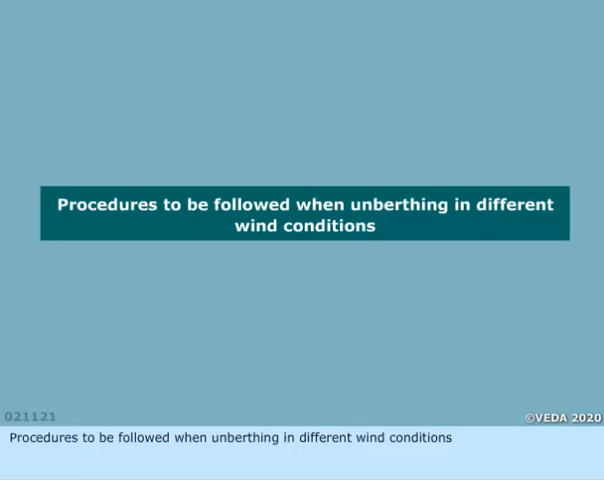 Procedures to be followed when unberthing in different
wind conditions
021121
©VEDA 2020
Procedures to be followed when unberthing in different wind conditions